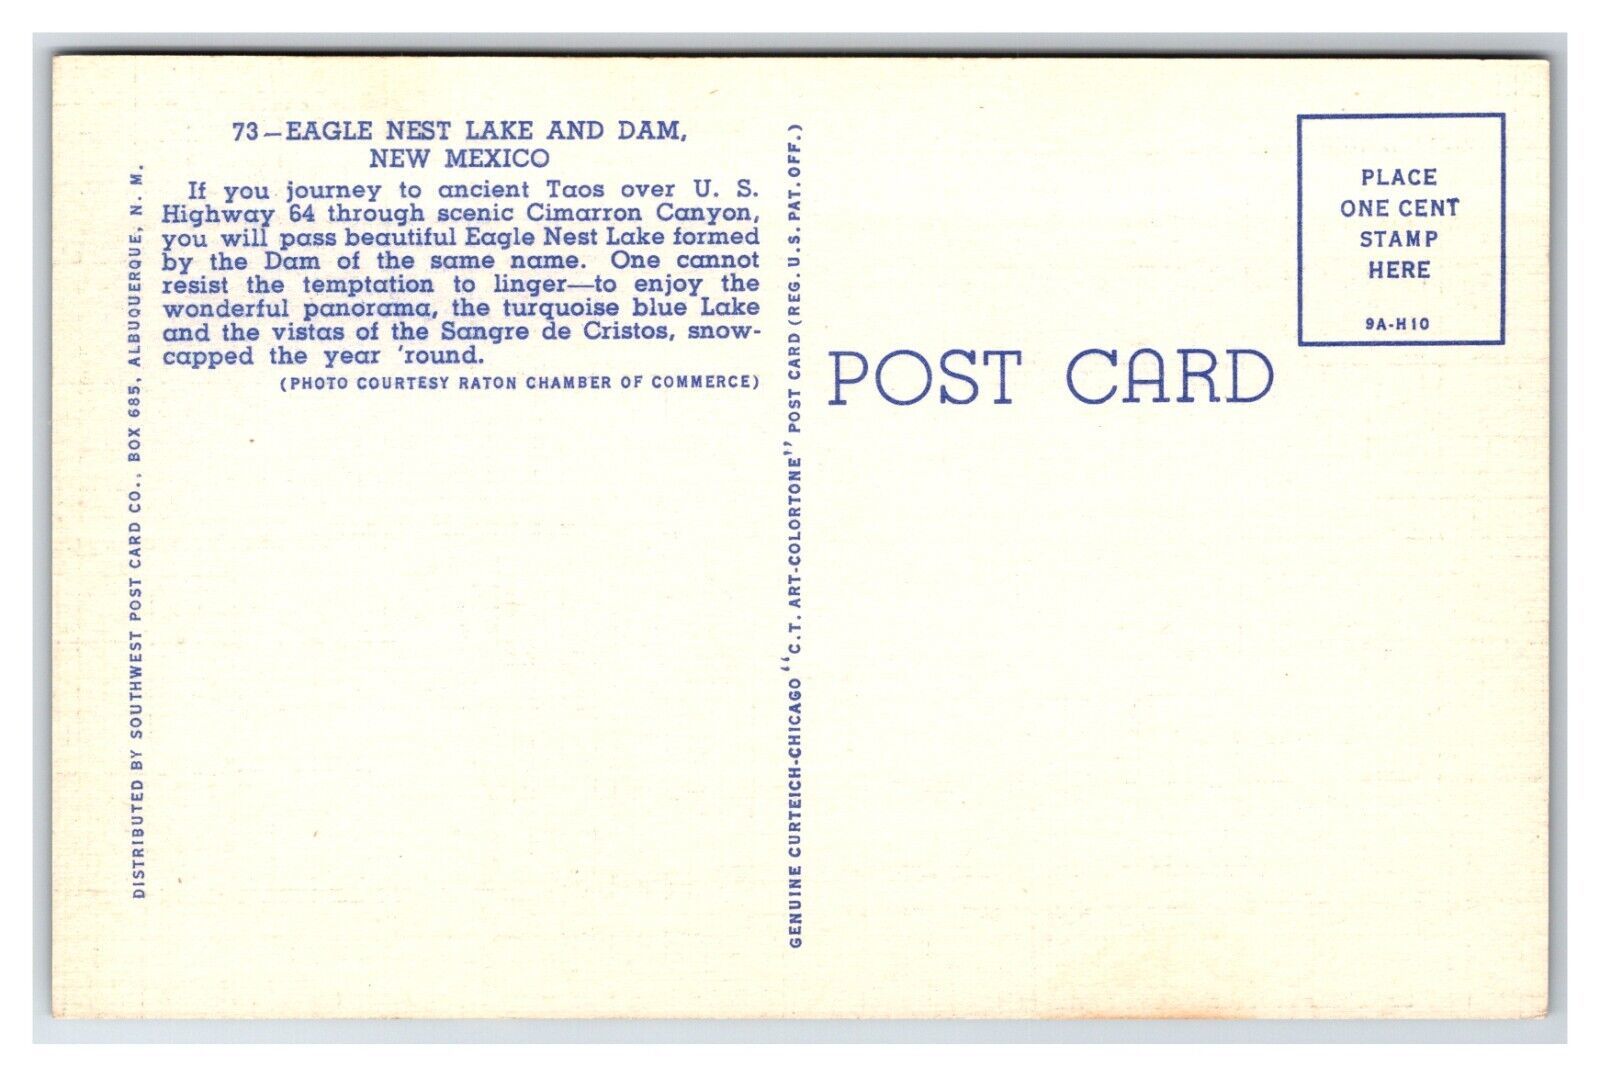 73—EAGLE NEST LAKE AND DAM,
NEW MEXICO
If you journey to ancient Taos over U. S.
Highway 64 through scenic Cimarron Canyon,
you will pass beautiful Eagle Nest Lake formed
by the Dam of the same name. One cannot
resist the temptation to linger—to enjoy the
wonderful panorama, the turquoise blue Lake
and the vistas of the Sangre de Cristos, snow-
capped the year 'round.
(PHOTO COURTESY RATON CHAMBER OF COMMERCE)
DISTRIBUTED BY SOUTHWEST POST CARD CO., BOX 685, ALBUQUERQUE, N. M.
GENUINE CURTEICH-CHICAGO "C.T. ART-COLORTONE" POST CARD (REG. U.S. PAT. OFF.)
POST CARD
PLACE
ONE CENT
STAMP
HERE
9A-H10